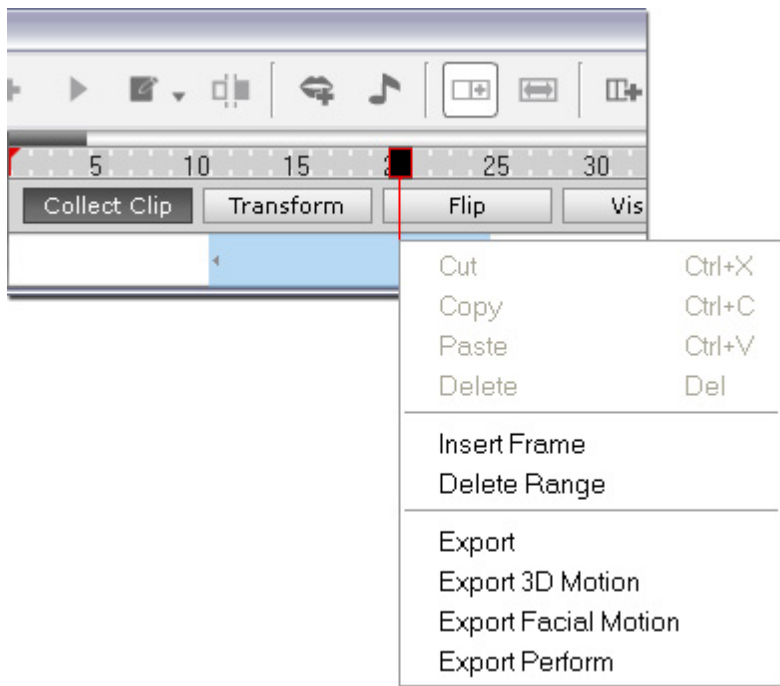 5 10 15 25 30
Collect Clip Transform Flip Vis
Cut Ctrl+X
Copy Ctrl+C
Paste Ctrl+V
Delete Del
Insert Frame
Delete Range
Export
Export 3D Motion
Export Facial Motion
Export Perform